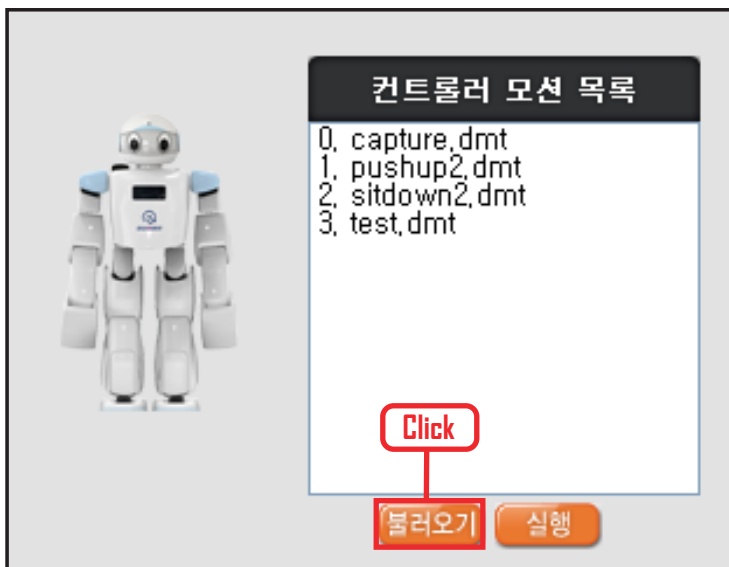 컨트롤러 모션 목록
0, capture,dmt
1, pushup2,dmt
2, sitdown2,dmt
3, test,dmt
Click
불러오기 실행